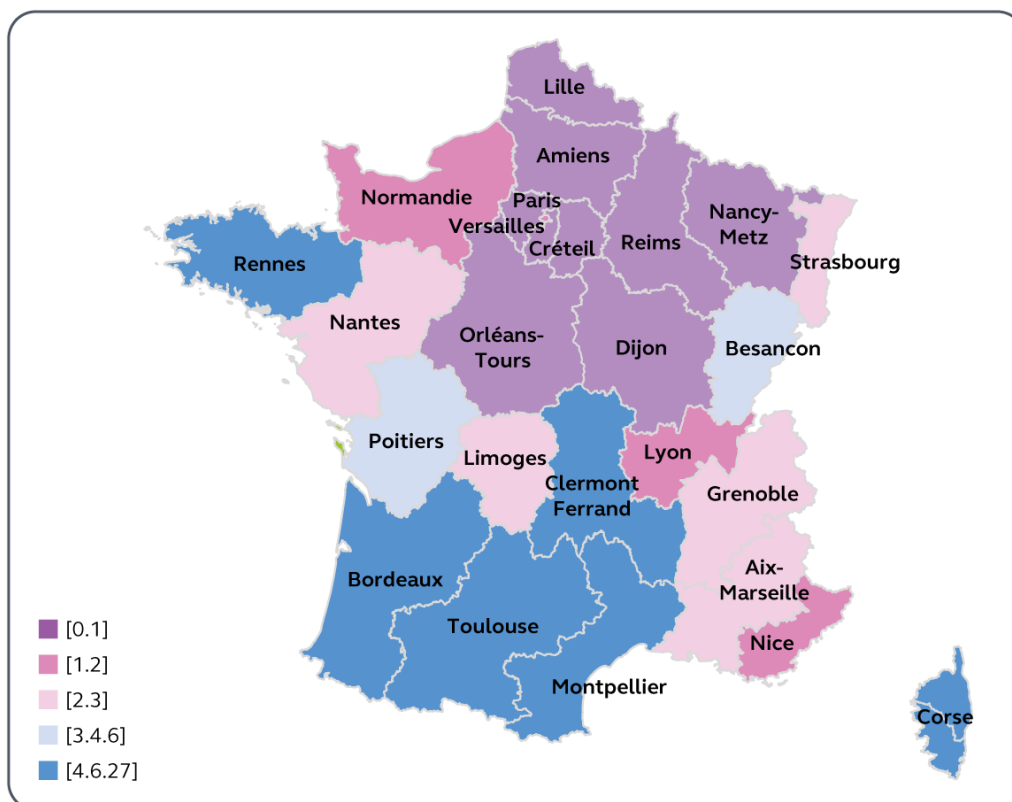 Lille
Amiens
Paris
Normandie
Versailles
Créteil
Reims
Nancy-
Metz
Strasbourg
Rennes
Nantes
Orléans-
Tours
Dijon
Besancon
Poitiers
Limoges
Lyon
Clermont
Ferrand
Grenoble
Bordeaux
Aix-
Marseille
Toulouse
Nice
Montpellier
Corse
[0.1]
[1.2]
[2.3]
[3.4.6]
[4.6.27]